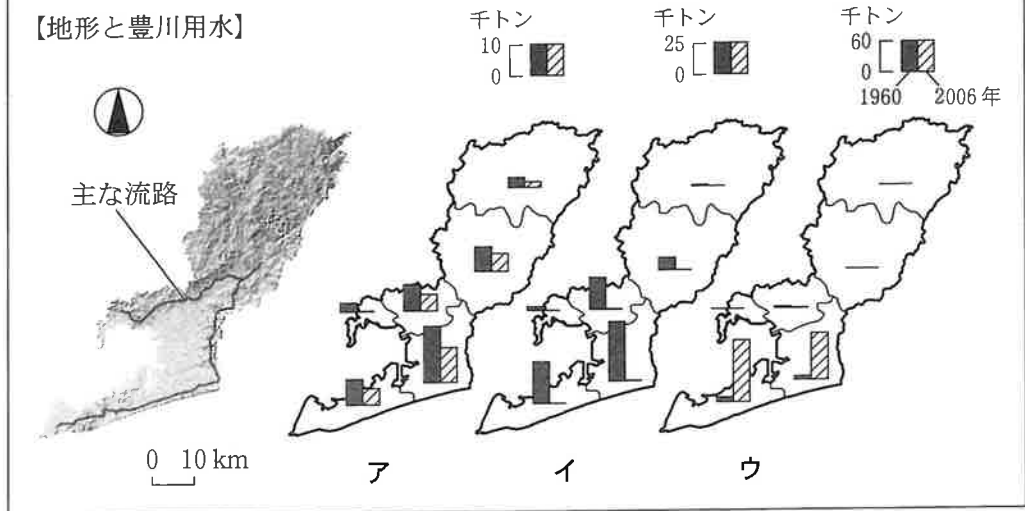 【地形と豊川用水】
主な流路
0 10 km
千トン
10
0
千トン
25
0
千トン
60
0
1960 2006年
ア イ ウ